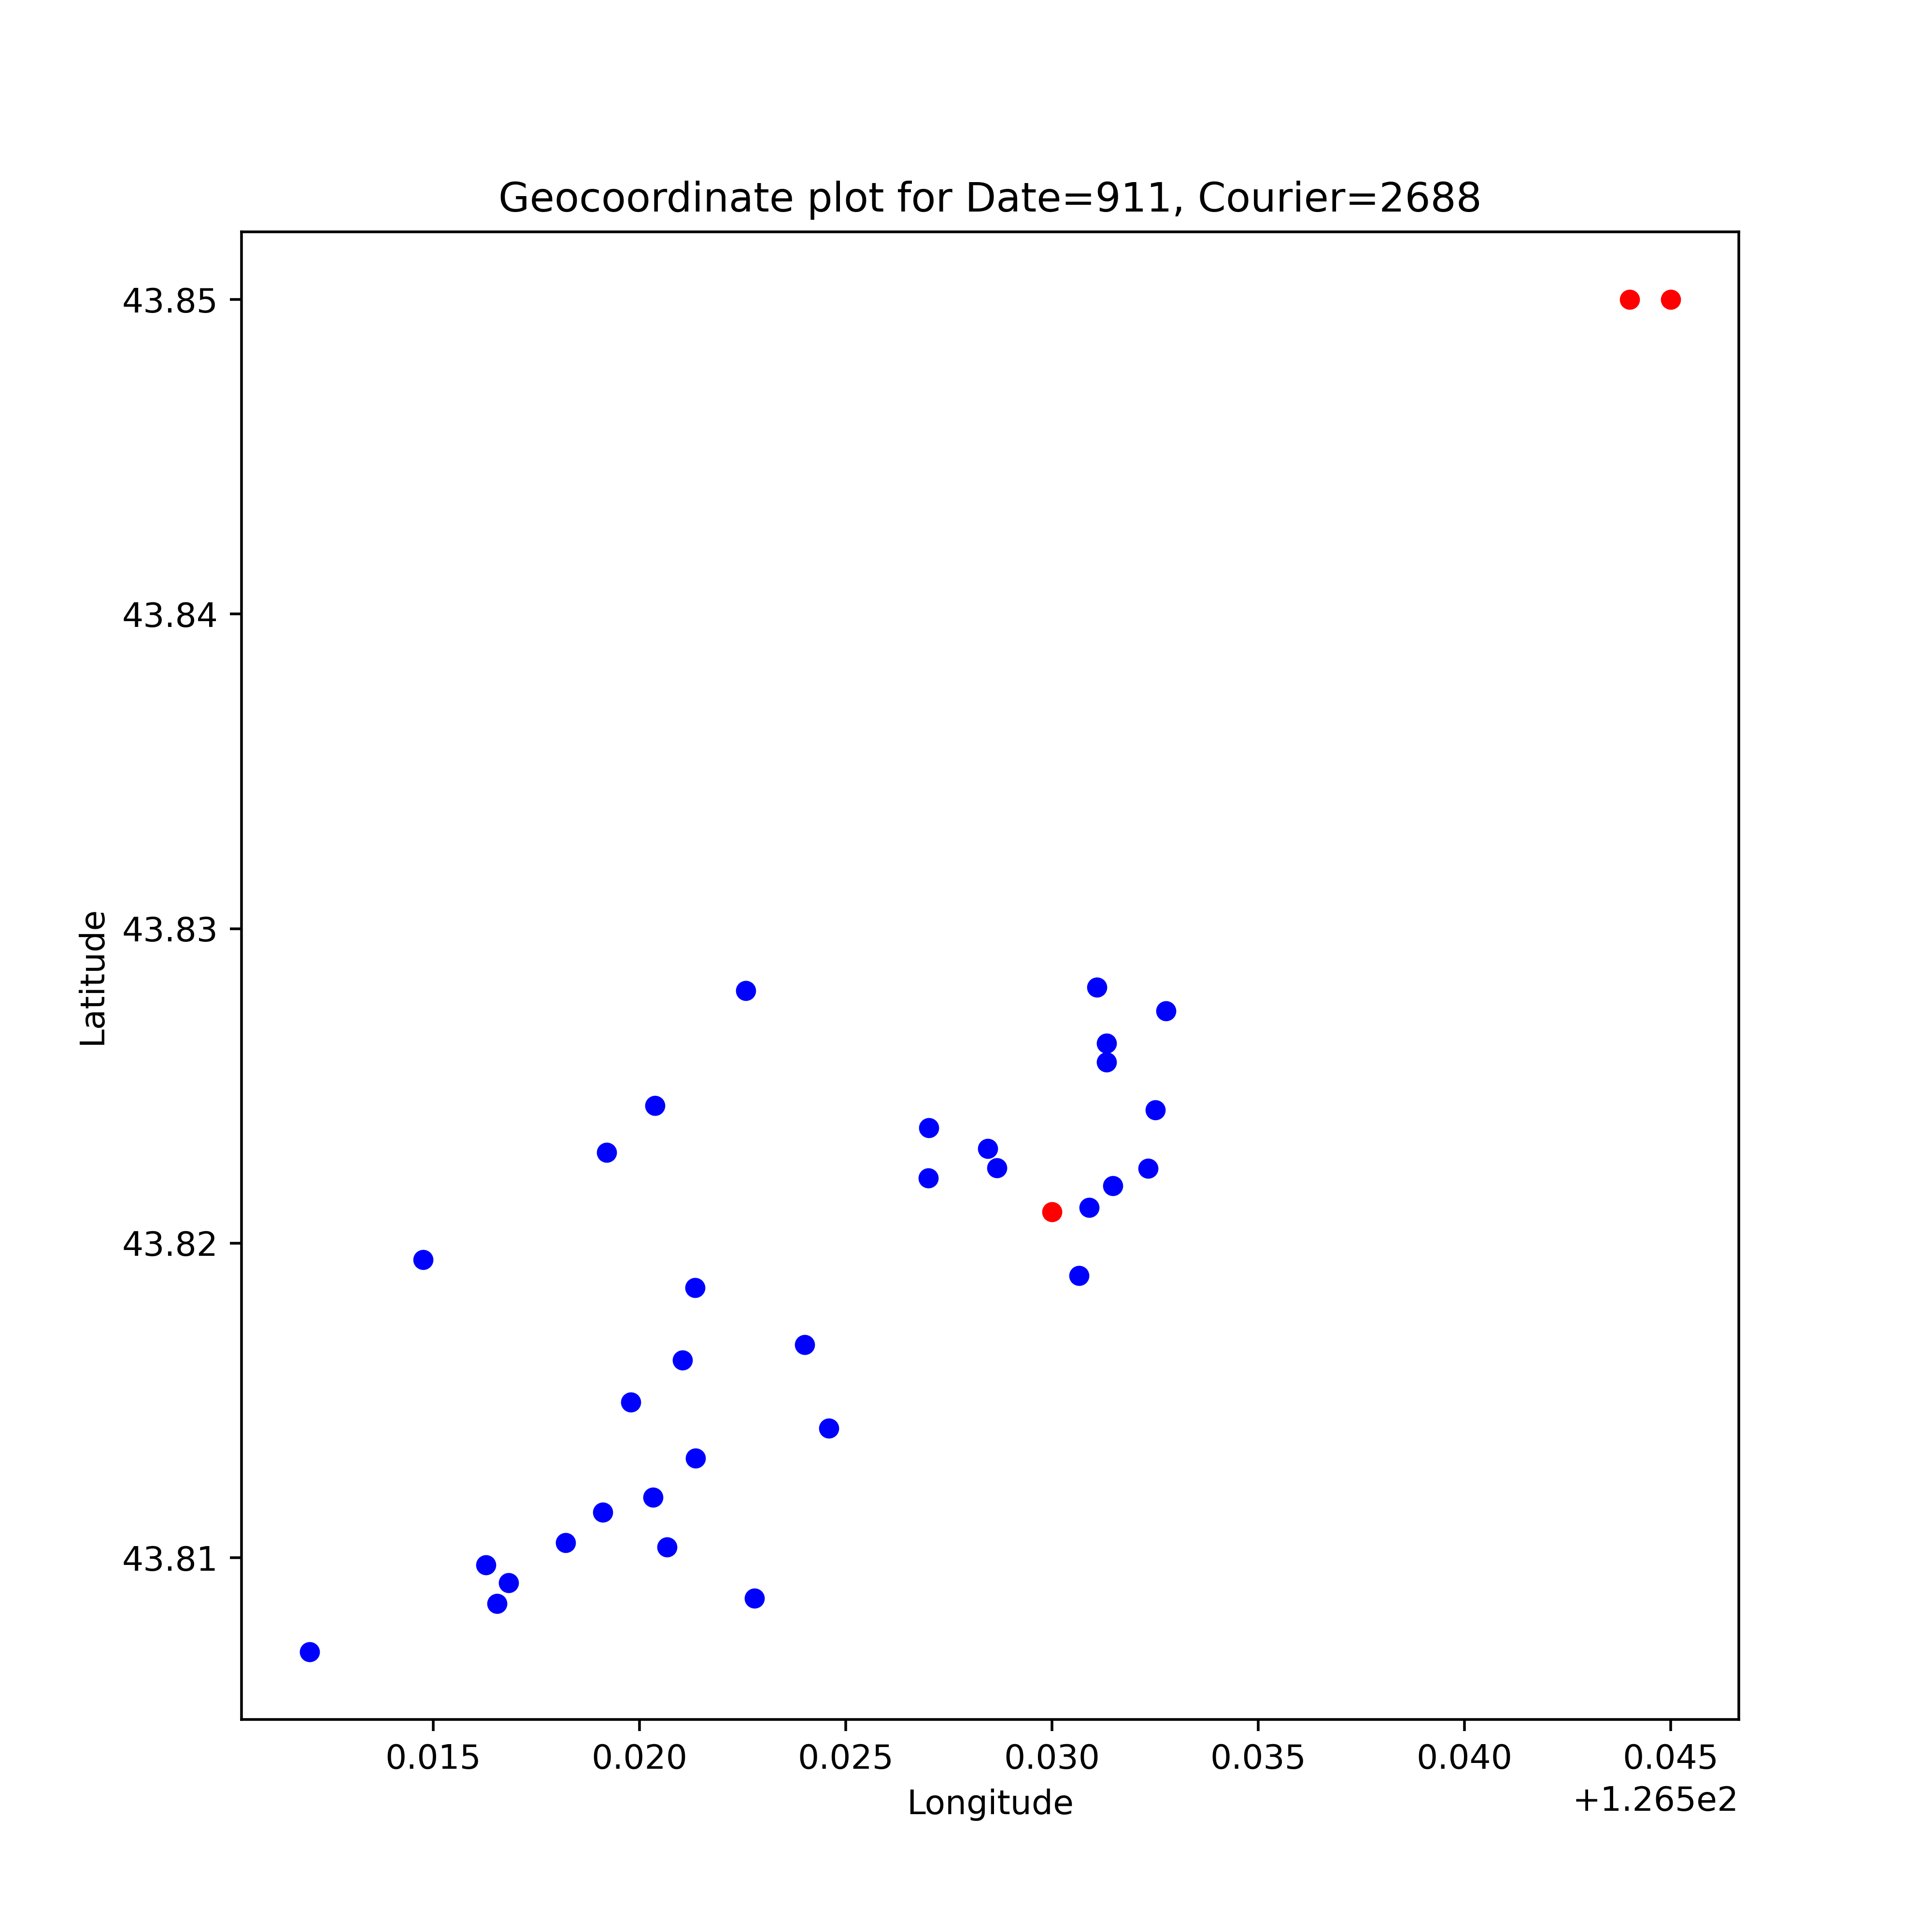 Geocoordinate plot for Date=911, Courier=2688
43.85
43.84
43.83
43.82
43.81
Latitude
0.015 0.020 0.025 0.030 0.035 0.040 0.045
Longitude
+1.265e2